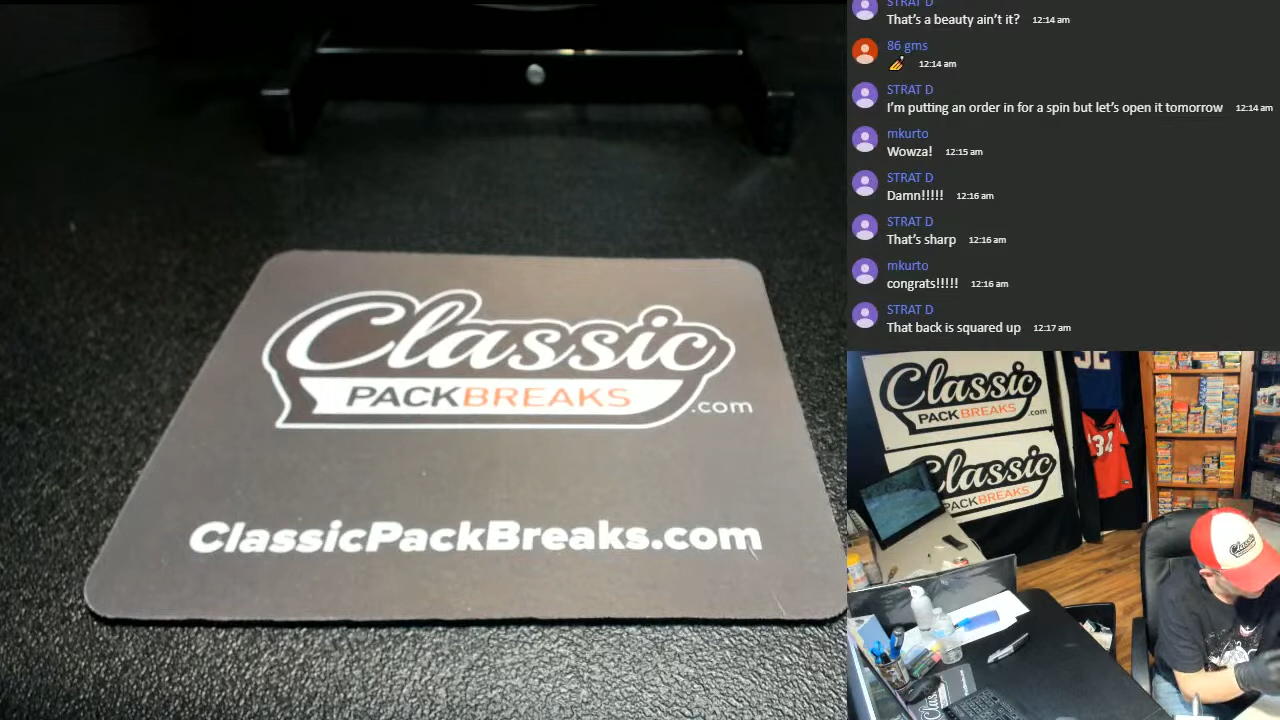 STRAT D
That's a beauty ain't it? 12:14 am
86 gms
12:14 am
STRAT D
I'm putting an order in for a spin but let's open it tomorrow 12:14 am
mkurto
Wowza! 12:15 am
STRAT D
Damn!!!!! 12:16 am
STRAT D
That's sharp 12:16 am
mkurto
congrats!!!!! 12:16 am
STRAT D
That back is squared up 12:17 am
Classic
PACKBREAKS
.com
ClassicPackBreaks.com
Classic
PACKBREAKS
.com
Classic
PACKBREAKS
34